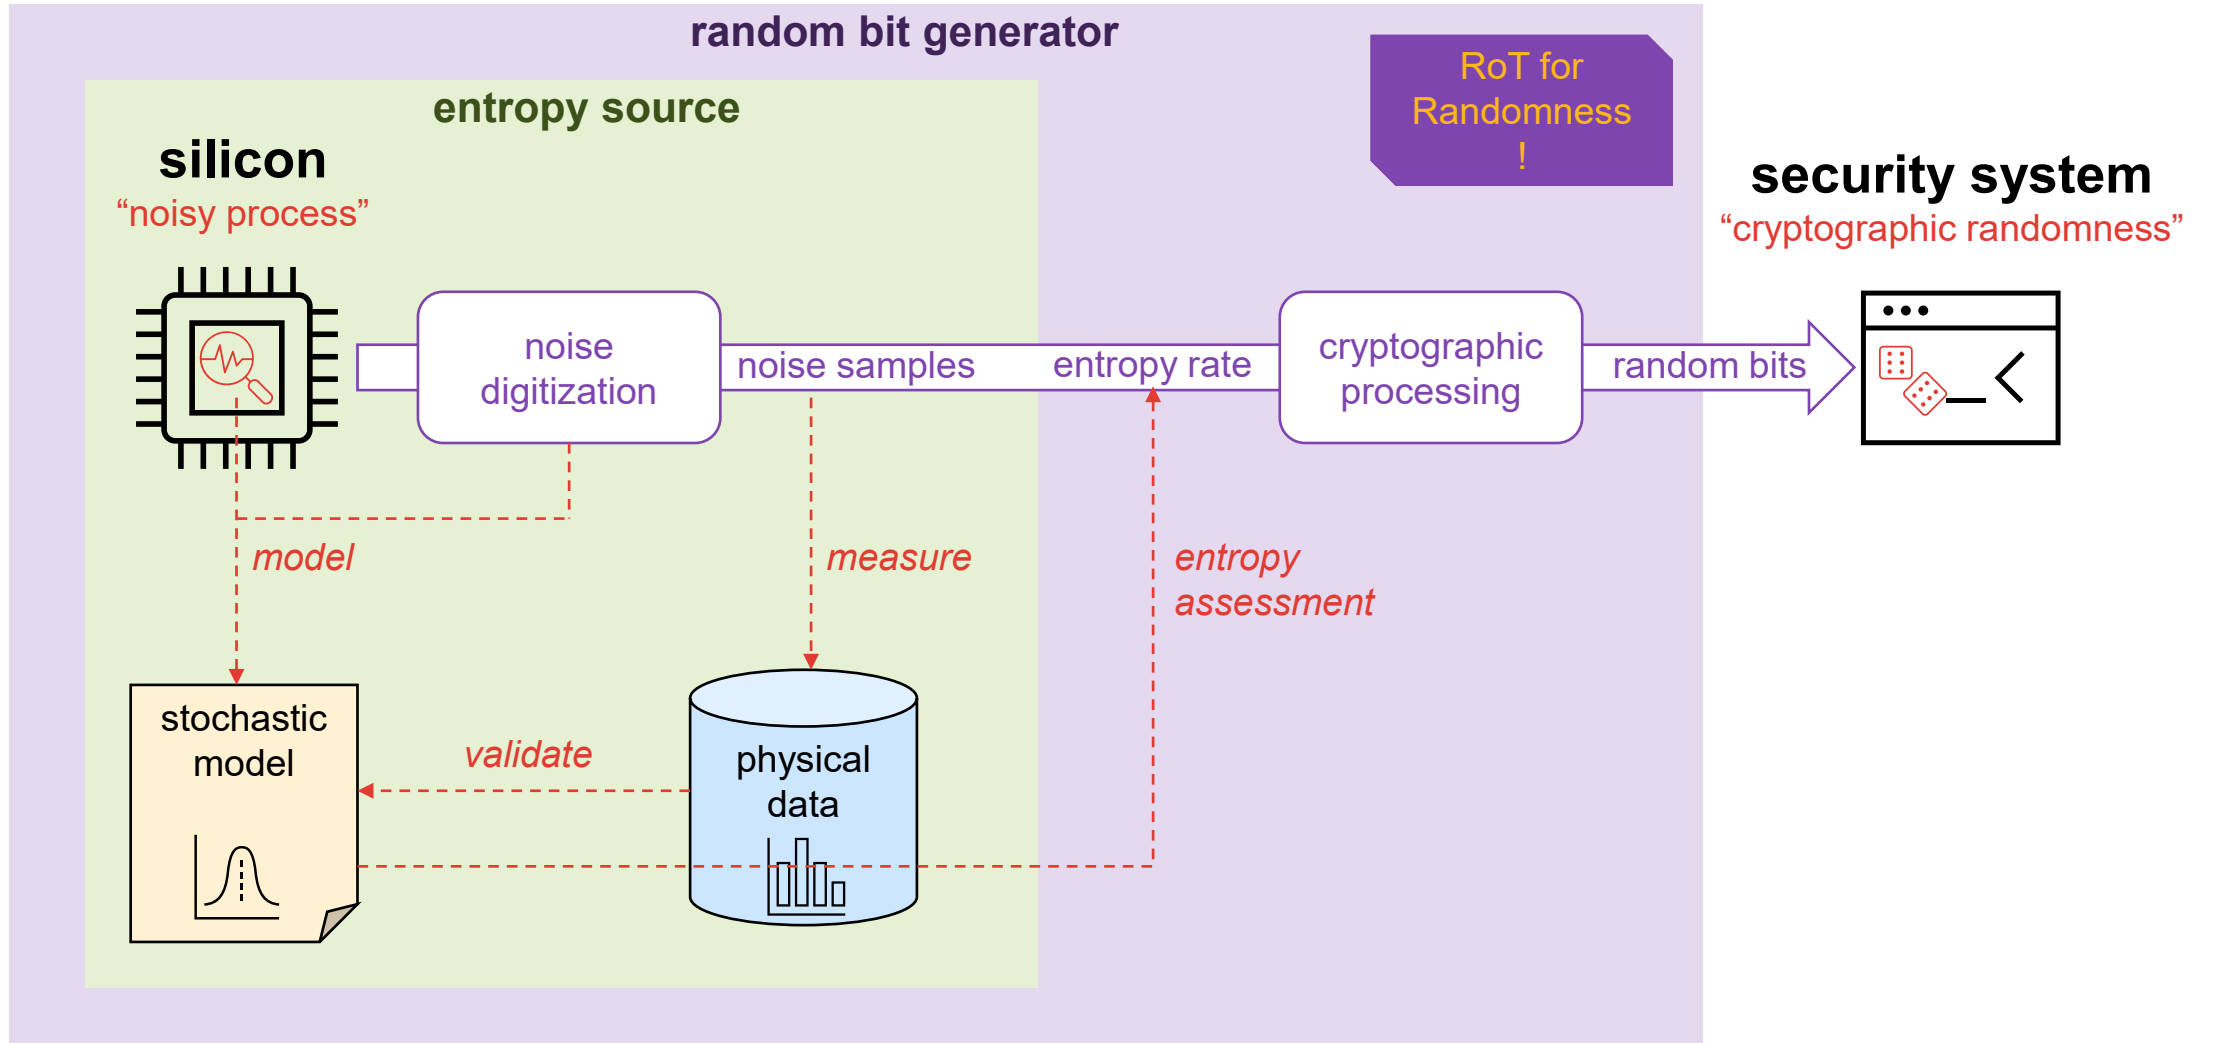 random bit generator
RoT for
Randomness
!
entropy source
silicon
“noisy process”
security system
“cryptographic randomness”
noise
digitization
noise samples
entropy rate
cryptographic
processing
random bits
model
measure
entropy
assessment
stochastic
model
validate
physical
data